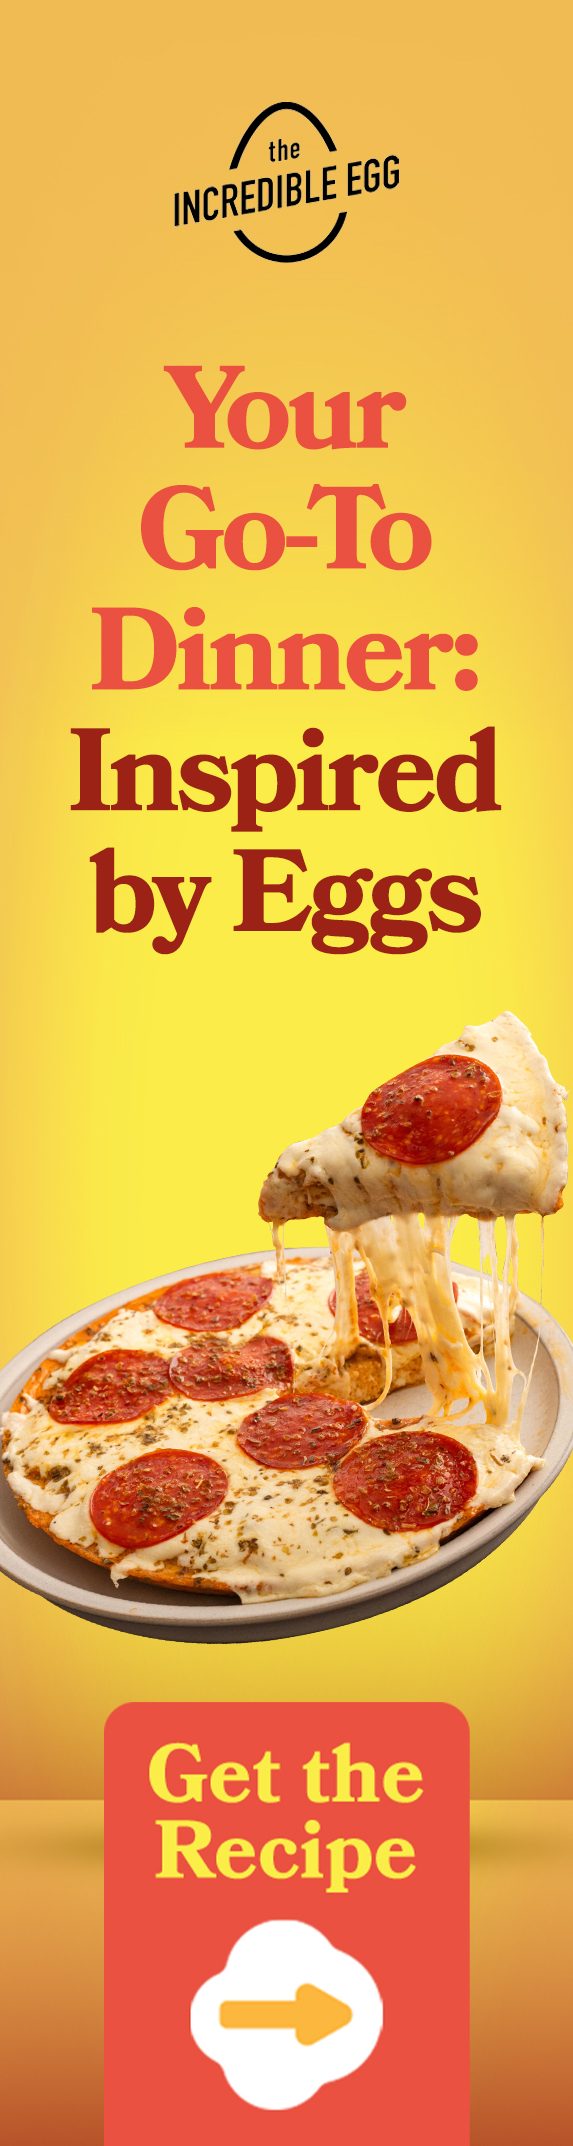 the
INCREDIBLE EGG
Your
Go-To
Dinner:
Inspired
by Eggs
Get the
Recipe